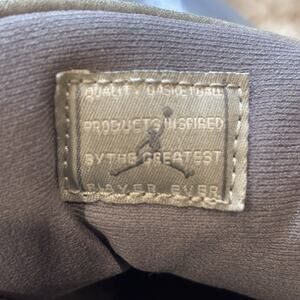 QUALITY BASKETBALL
PRODUCTS INSPIRED
BY THE GREATEST
PLAYER EVER